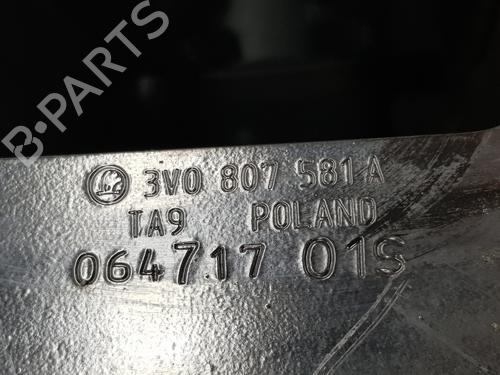 B-PARTS
3V0 807 581 A
TA9 POLAND
064717 01S